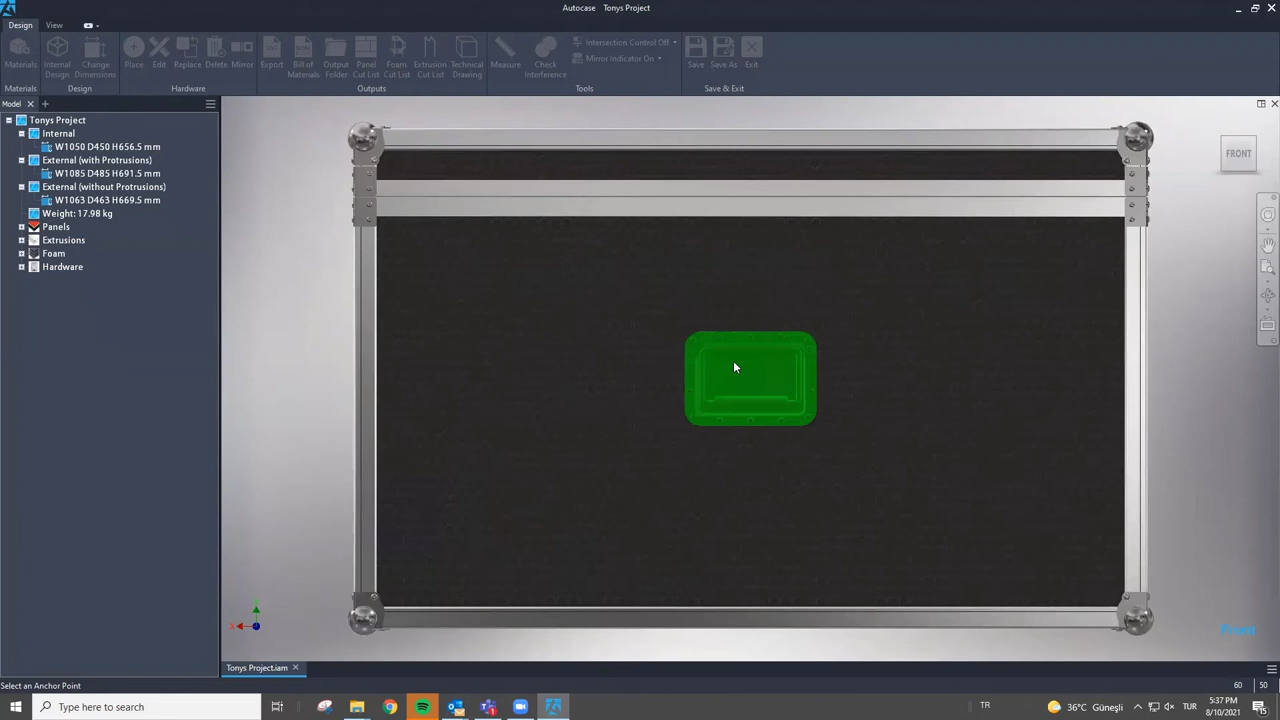 Autocase Tonys Project
Design View
Materials
Internal Design
Change Dimensions
Place
Edit
Replace
Delete
Mirror
Export
Bill of Materials
Output Folder
Panel Cut List
Foam Cut List
Extrusion Cut List
Technical Drawing
Measure
Check Interference
Intersection Control Off
Mirror Indicator On
Save
Save As
Exit
Materials Design Hardware Outputs Tools Save & Exit
Model
Tonys Project
Internal
W1050 D450 H656.5 mm
External (with Protrusions)
W1085 D485 H691.5 mm
External (without Protrusions)
W1063 D463 H669.5 mm
Weight: 17.98 kg
Panels
Extrusions
Foam
Hardware
FRONT
X
Front
Tonys Project.iam
Select an Anchor Point
60 50
Type here to search
TR
36°C Güneşli
TUR
5:37 PM
8/10/2021
15